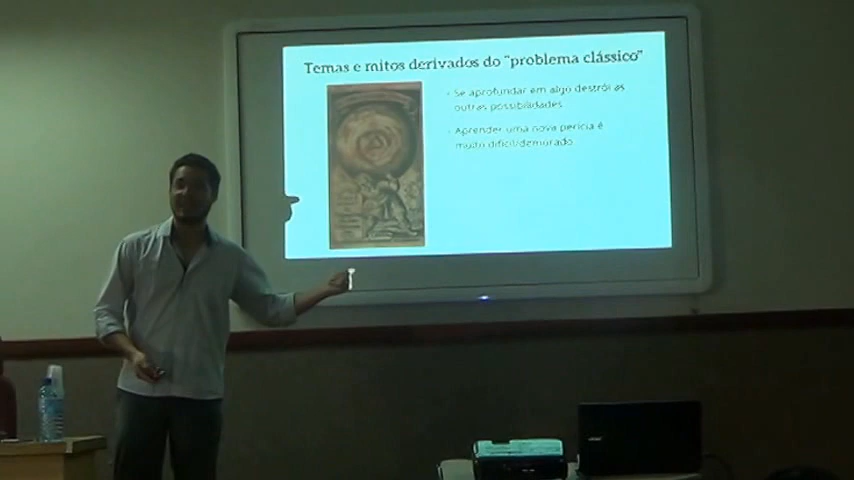 Temas e mitos derivados do "problema clássico"
- Se aprofundar em algo destrói as
outras possibilidades
- Aprender uma nova perícia é
muito difícil/demorado
acer